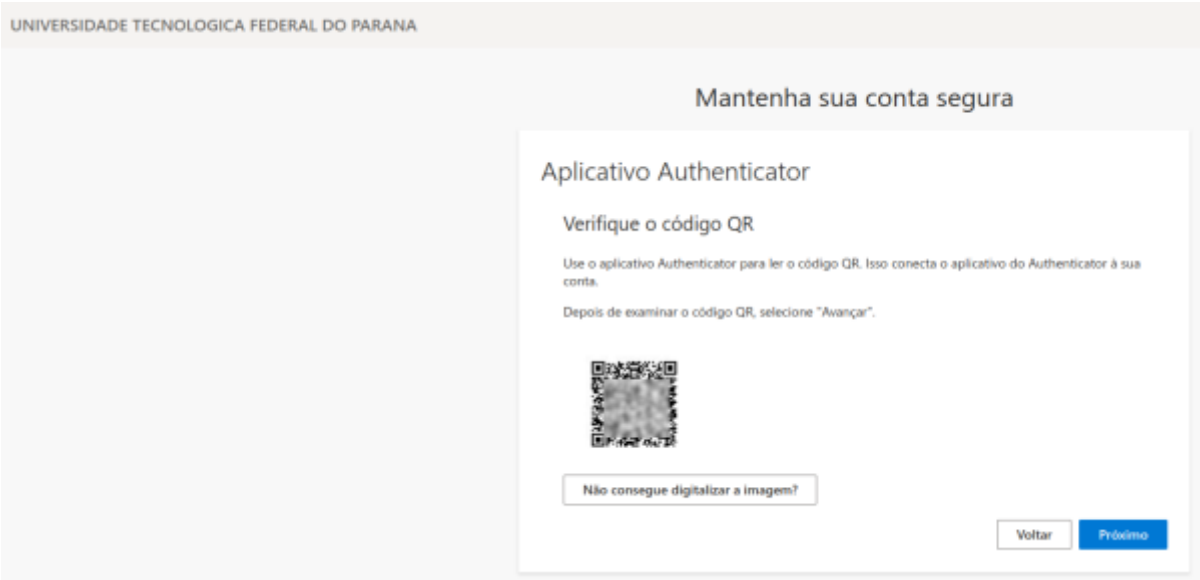 UNIVERSIDADE TECNOLOGICA FEDERAL DO PARANA
Mantenha sua conta segura
Aplicativo Authenticator
Verifique o código QR
Use o aplicativo Authenticator para ler o código QR. Isso conecta o aplicativo do Authenticator à sua
conta.
Depois de examinar o código QR, selecione "Avançar".
Não consegue digitalizar a imagem?
Voltar
Próximo